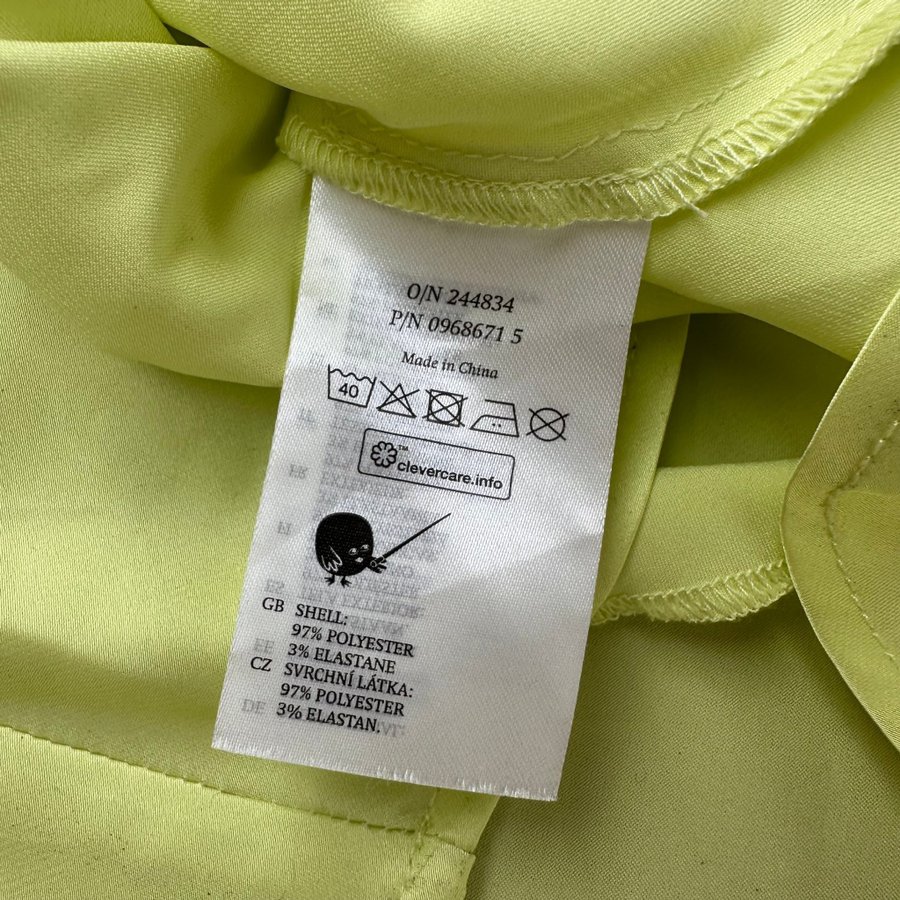 O/N 244834
P/N 0968671 5
Made in China
40
™ clevercare.info
GB SHELL:
97% POLYESTER
3% ELASTANE
CZ SVRCHNÍ LÁTKA:
97% POLYESTER
3% ELASTAN.